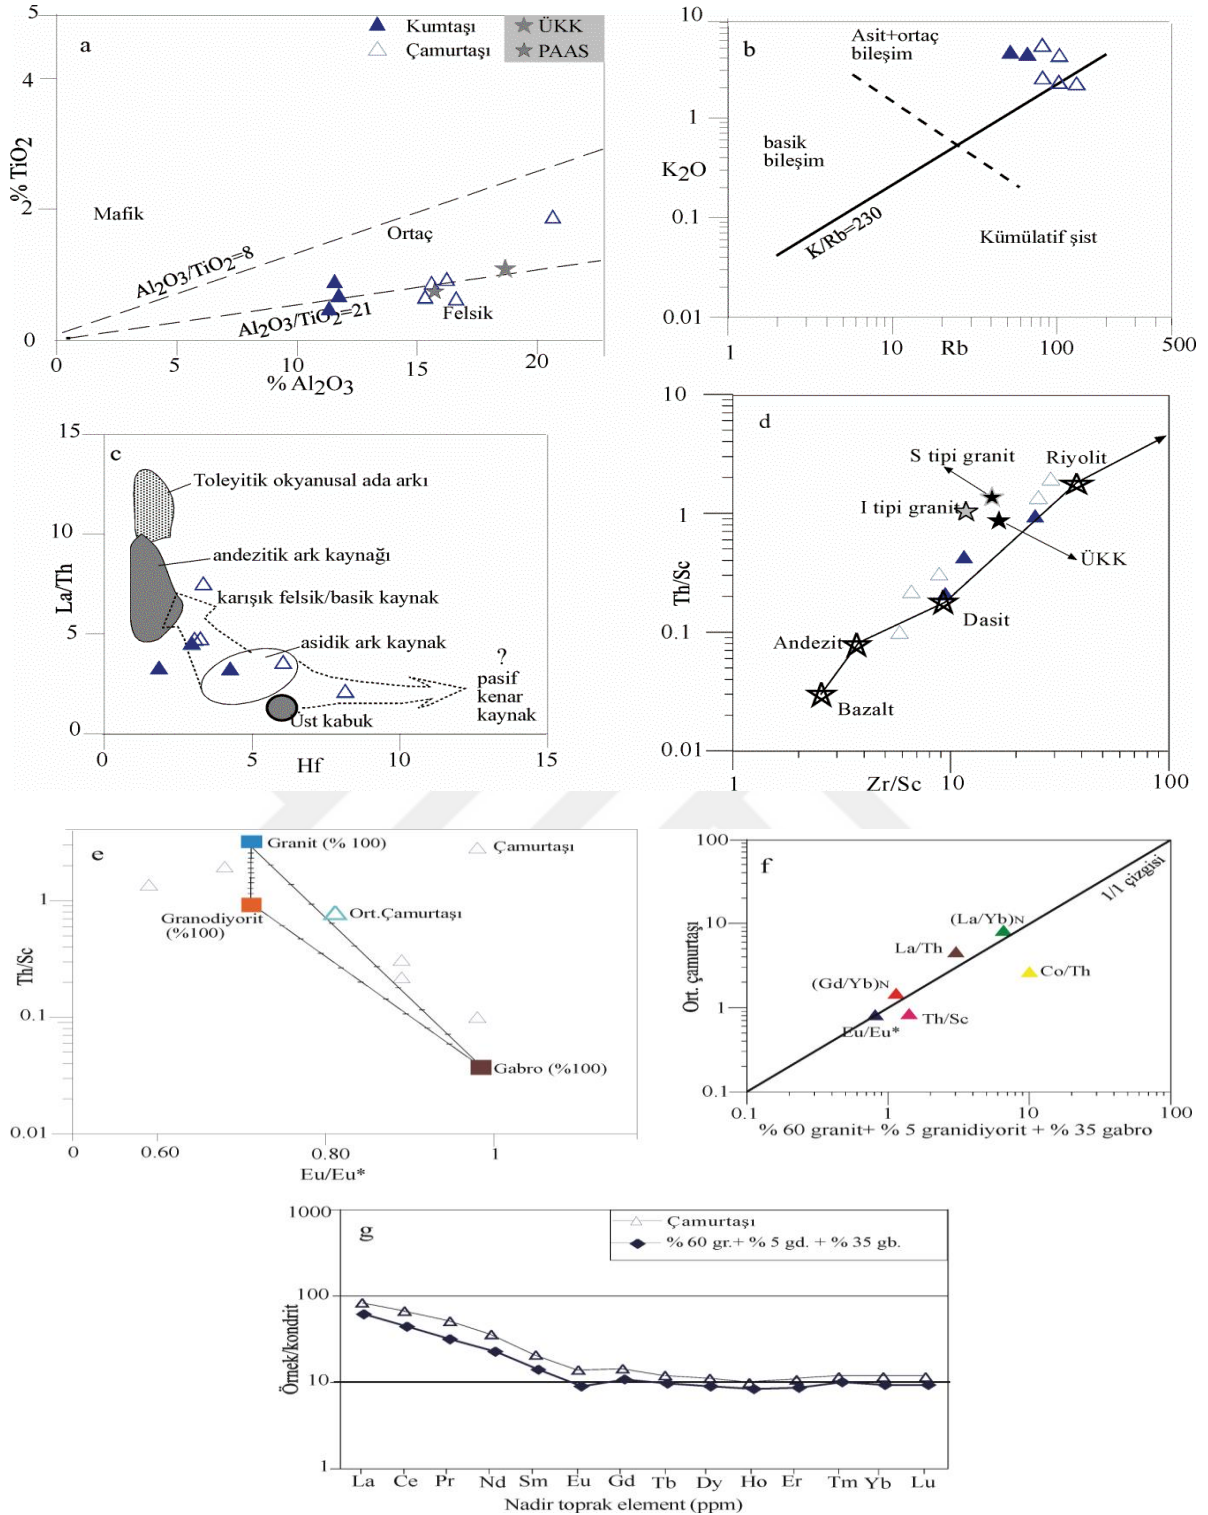 a
Kumtaşı
Çamurtaşı
ÜKK
PAAS
5
4
2
0
% TiO2
Mafik
Ortaç
Felsik
Al2O3/TiO2=8
Al2O3/TiO2=21
0
5
10
15
20
% Al2O3
b
Asit+ortaç
bileşim
basik
bileşim
Kümülatif şist
K/Rb=230
10
1
0.1
0.01
K2O
1
10
100
500
Rb
c
Toleyitik okyanusal ada arkı
andezitik ark kaynağı
karışık felsik/basik kaynak
asidik ark kaynak
?
pasif
kenar
kaynak
Üst kabuk
15
10
5
0
La/Th
0
5
10
15
Hf
d
S tipi granit
Riyolit
I tipi granit
ÜKK
Dasit
Andezit
Bazalt
10
1
0.1
0.01
Th/Sc
1
10
100
Zr/Sc
e
Granit (% 100)
Çamurtaşı
Granodiyorit
(%100)
Ort.Çamurtaşı
Gabro (%100)
1
0.1
0.01
Th/Sc
0
0.60
0.80
1
Eu/Eu*
f
1/1 çizgisi
(La/Yb)N
La/Th
Co/Th
(Gd/Yb)N
Th/Sc
Eu/Eu*
100
10
1
0.1
Ort. çamurtaşı
0.1
1
10
100
% 60 granit+ % 5 granidiyorit + % 35 gabro
g
Çamurtaşı
% 60 gr.+ % 5 gd. + % 35 gb.
1000
100
10
1
Örnek/kondrit
La Ce Pr Nd Sm Eu Gd Tb Dy Ho Er Tm Yb Lu
Nadir toprak element (ppm)